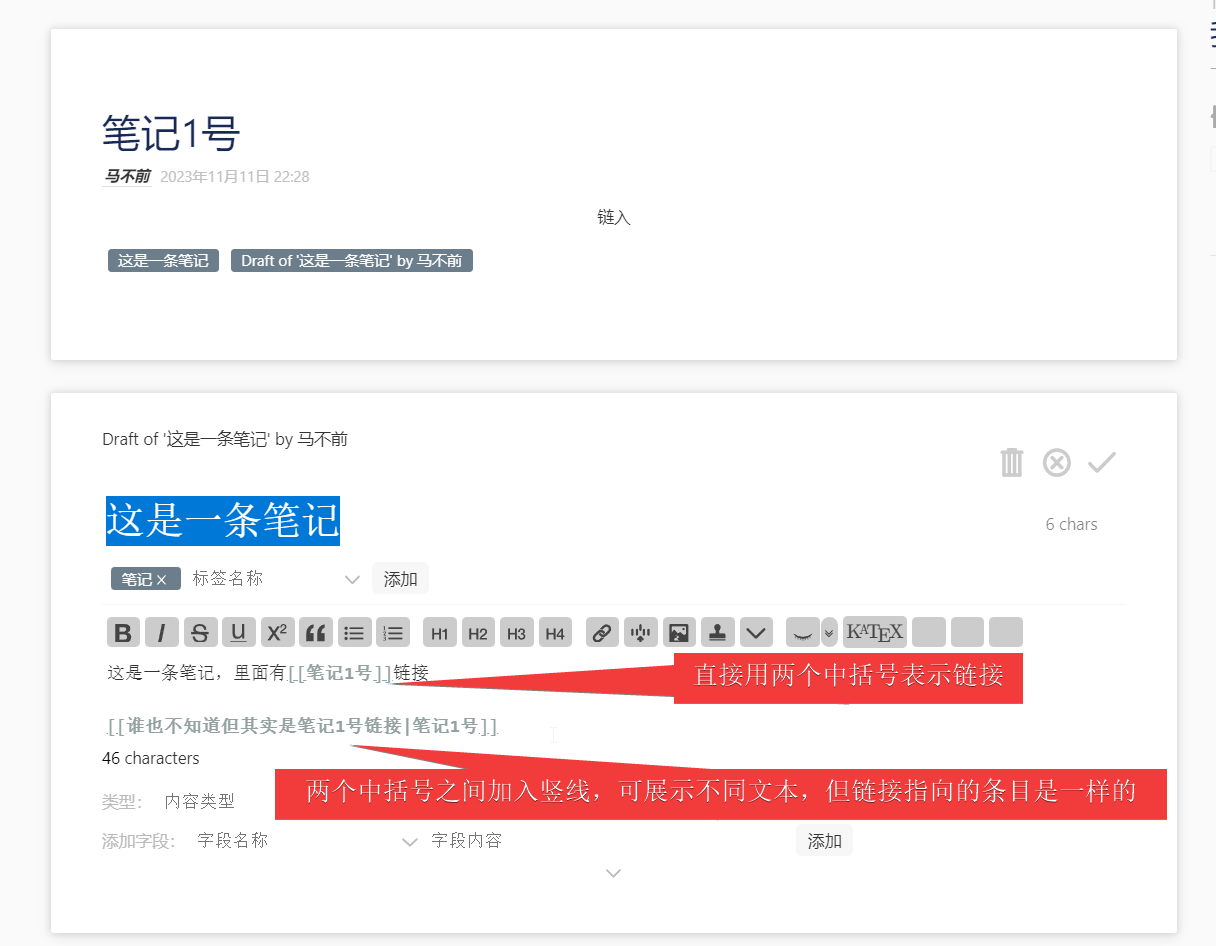 笔记1号
马不前 2023年11月11日 22:28
链入
这是一条笔记 Draft of '这是一条笔记' by 马不前
Draft of '这是一条笔记' by 马不前
这是一条笔记
6 chars
笔记 × 标签名称 添加
B I S U X² H1 H2 H3 H4 KATEX
这是一条笔记，里面有[[笔记1号]]链接
直接用两个中括号表示链接
[[谁也不知道但其实是笔记1号链接|笔记1号]]
46 characters
两个中括号之间加入竖线，可展示不同文本，但链接指向的条目是一样的
类型: 内容类型
添加字段: 字段名称 字段内容 添加